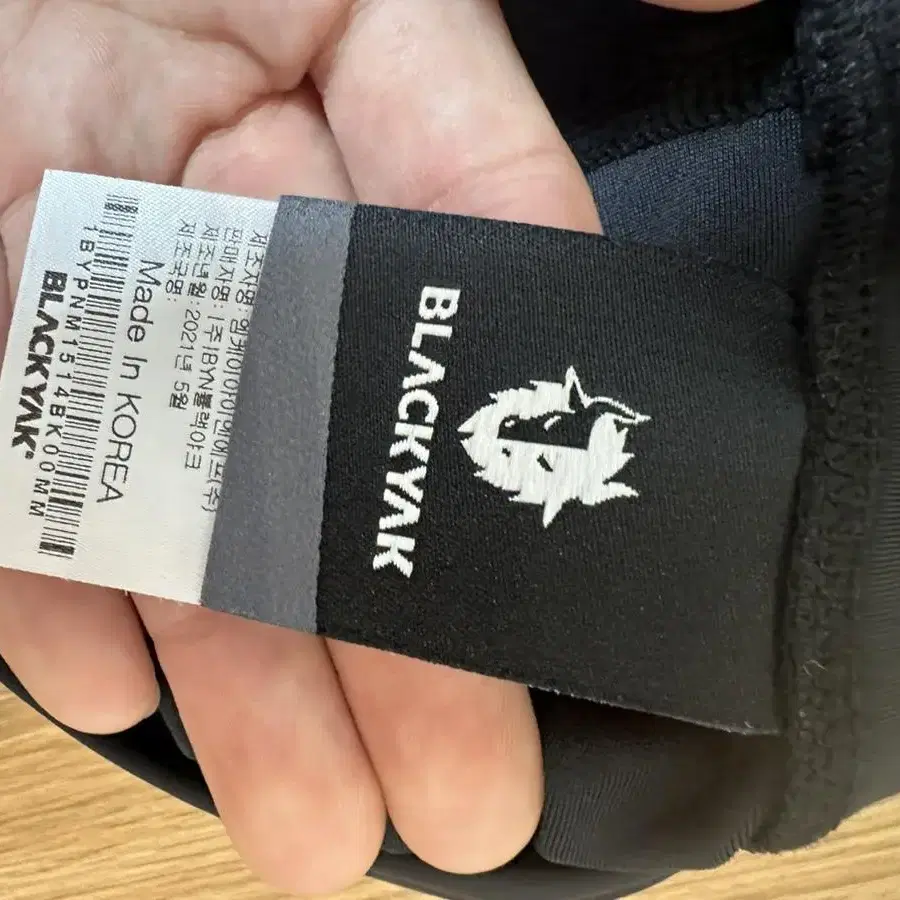 BLACKYAK
제조자명: 엠케이아이앤에프(주)
판매자명: (주)BYN블랙야크
제조년월: 2021년 5월
제조국명:
Made In KOREA
1BYPNM1514BK00MM
BLACKYAK®